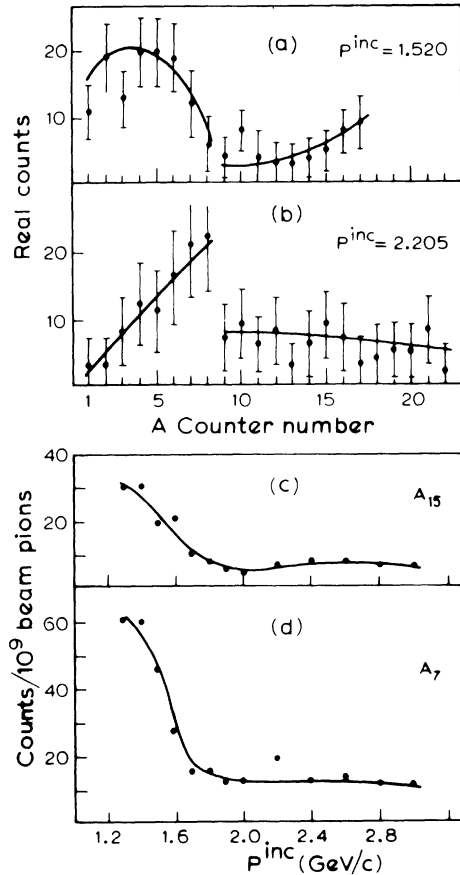 (a)
P^inc = 1.520
20
10
Real counts
(b)
P^inc = 2.205
20
10
1 5 10 15 20
A Counter number
40
(c)
A₁₅
20
Counts/10⁹ beam pions
60
(d)
A₇
40
20
1.2 1.6 2.0 2.4 2.8
P^inc (GeV/c)